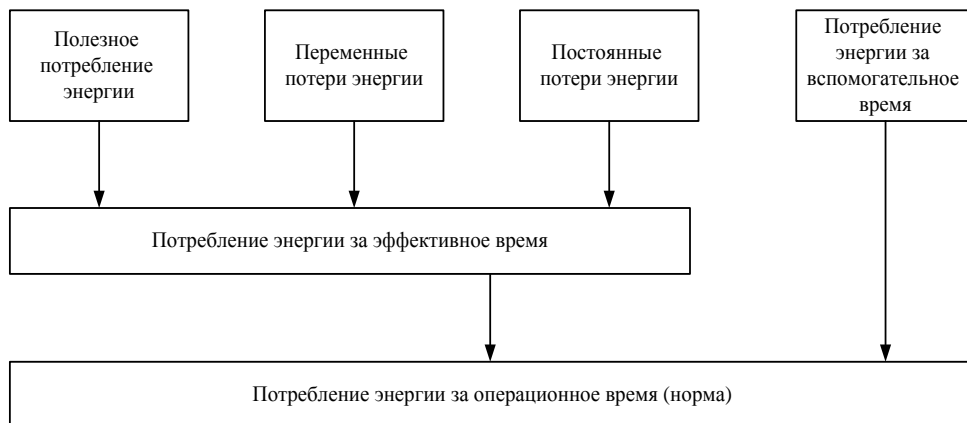 Полезное
потребление
энергии
Переменные
потери энергии
Постоянные
потери энергии
Потребление
энергии за
вспомогательное
время
Потребление энергии за эффективное время
Потребление энергии за операционное время (норма)